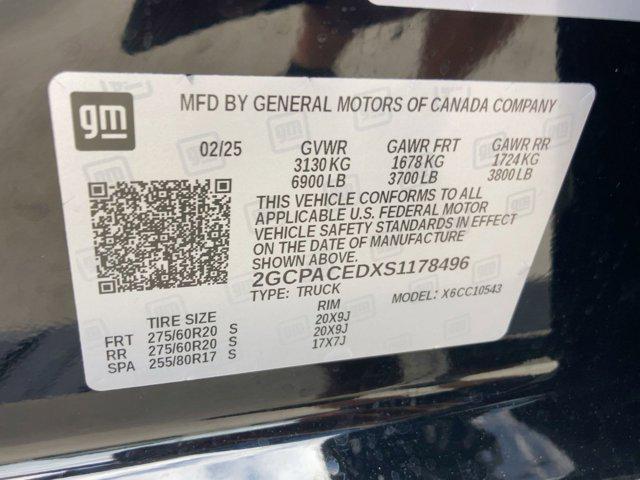 gm
MFD BY GENERAL MOTORS OF CANADA COMPANY
02/25 GVWR GAWR FRT GAWR RR
3130 KG 1678 KG 1724 KG
6900 LB 3700 LB 3800 LB
THIS VEHICLE CONFORMS TO ALL
APPLICABLE U.S. FEDERAL MOTOR
VEHICLE SAFETY STANDARDS IN EFFECT
ON THE DATE OF MANUFACTURE
SHOWN ABOVE.
2GCPACEDXS1178496
TYPE: TRUCK MODEL: X6CC10543
TIRE SIZE RIM
FRT 275/60R20 S 20X9J
RR 275/60R20 S 20X9J
SPA 255/80R17 S 17X7J